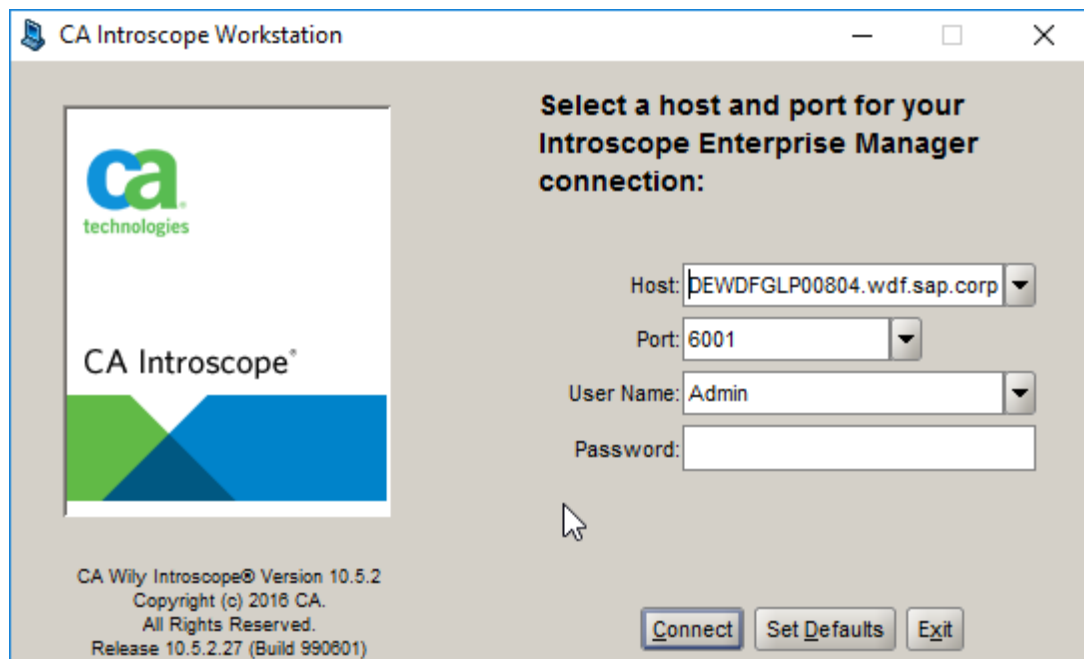 CA Introscope Workstation
Select a host and port for your
Introscope Enterprise Manager
connection:
ca
technologies
CA Introscope®
Host: DEWDFGLP00804.wdf.sap.corp
Port: 6001
User Name: Admin
Password:
CA Wily Introscope® Version 10.5.2
Copyright (c) 2016 CA.
All Rights Reserved.
Release 10.5.2.27 (Build 990601)
Connect Set Defaults Exit